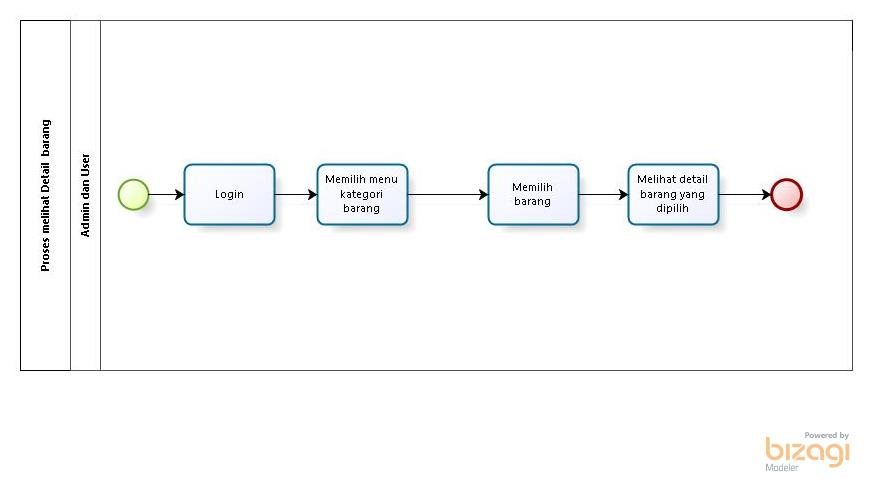 Proses melihat Detail barang
Admin dan User
Login
Memilih menu
kategori
barang
Memilih
barang
Melihat detail
barang yang
dipilih
Powered by
bizagi
Modeler